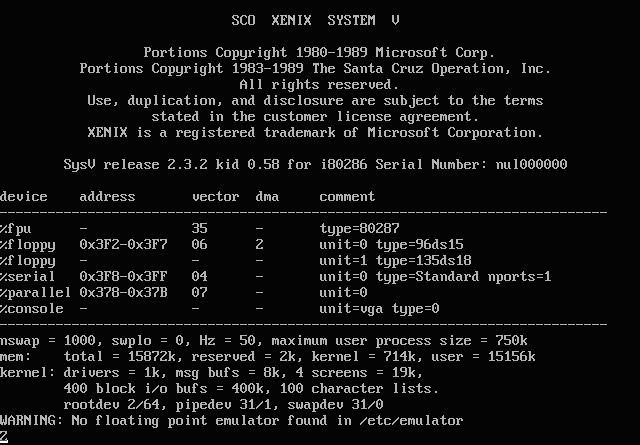 SCO XENIX SYSTEM V
Portions Copyright 1980-1989 Microsoft Corp.
Portions Copyright 1983-1989 The Santa Cruz Operation, Inc.
All rights reserved.
Use, duplication, and disclosure are subject to the terms
stated in the customer license agreement.
XENIX is a registered trademark of Microsoft Corporation.
SysV release 2.3.2 kid 0.58 for i80286 Serial Number: nul000000
device address vector dma comment
%fpu - 35 - type=80287
%floppy 0x3F2-0x3F7 06 2 unit=0 type=96ds15
%floppy - - - unit=1 type=135ds18
%serial 0x3F8-0x3FF 04 - unit=0 type=Standard nports=1
%parallel 0x378-0x37B 07 - unit=0
%console - - - unit=vga type=0
nswap = 1000, swplo = 0, Hz = 50, maximum user process size = 750k
mem: total = 15872k, reserved = 2k, kernel = 714k, user = 15156k
kernel: drivers = 1k, msg bufs = 8k, 4 screens = 19k,
400 block i/o bufs = 400k, 100 character lists.
rootdev 2/64, pipedev 31/1, swapdev 31/0
WARNING: No floating point emulator found in /etc/emulator
Z